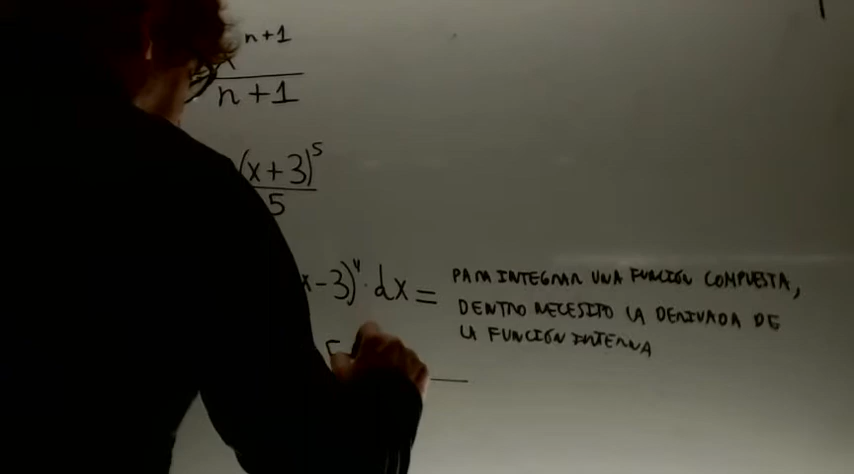 n+1
n+1
(x+3)^5
5
x-3)^4 · dx =
PARA INTEGRAR UNA FUNCIÓN COMPUESTA,
DENTRO NECESITO LA DERIVADA DE
LA FUNCIÓN INTERNA